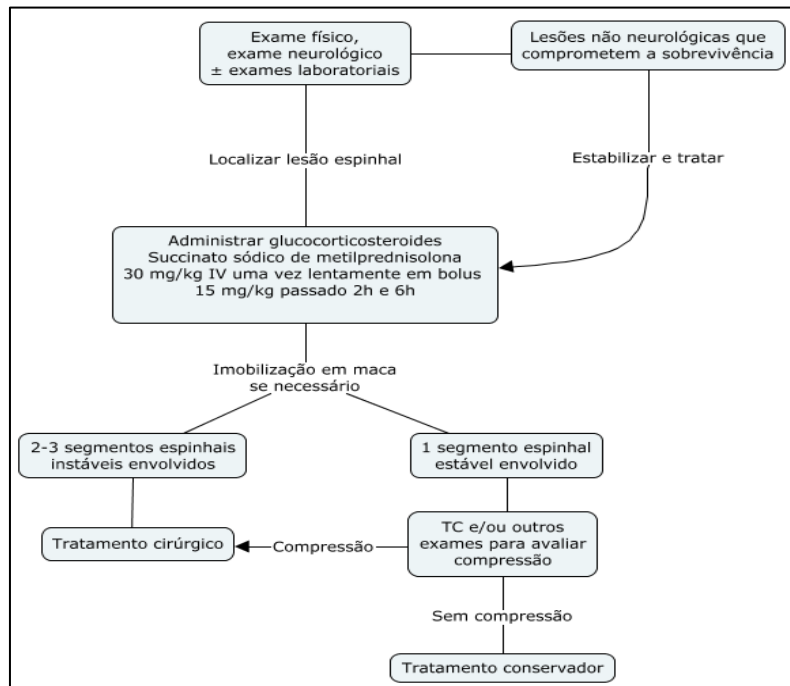 Exame físico,
exame neurológico
± exames laboratoriais
Lesões não neurológicas que
comprometem a sobrevivência
Localizar lesão espinhal
Estabilizar e tratar
Administrar glucocorticosteroides
Succinato sódico de metilprednisolona
30 mg/kg IV uma vez lentamente em bolus
15 mg/kg passado 2h e 6h
Imobilização em maca
se necessário
2-3 segmentos espinhais
instáveis envolvidos
1 segmento espinhal
estável envolvido
Tratamento cirúrgico
Compressão
TC e/ou outros
exames para avaliar
compressão
Sem compressão
Tratamento conservador